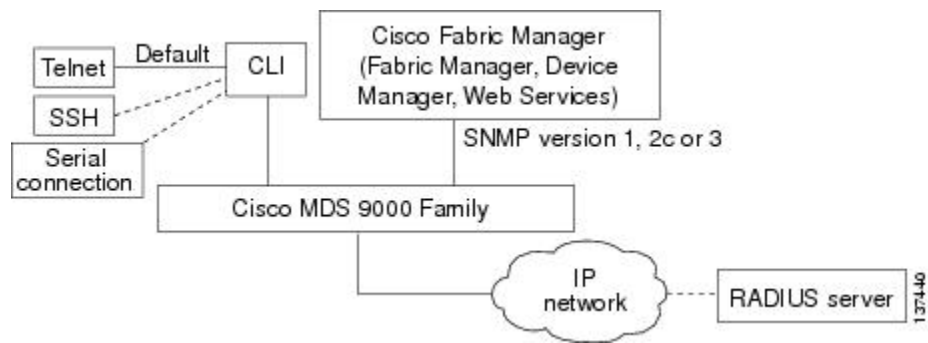 Telnet
Default
CLI
SSH
Serial
connection
Cisco Fabric Manager
(Fabric Manager, Device
Manager, Web Services)
SNMP version 1, 2c or 3
Cisco MDS 9000 Family
IP
network
RADIUS server
137440